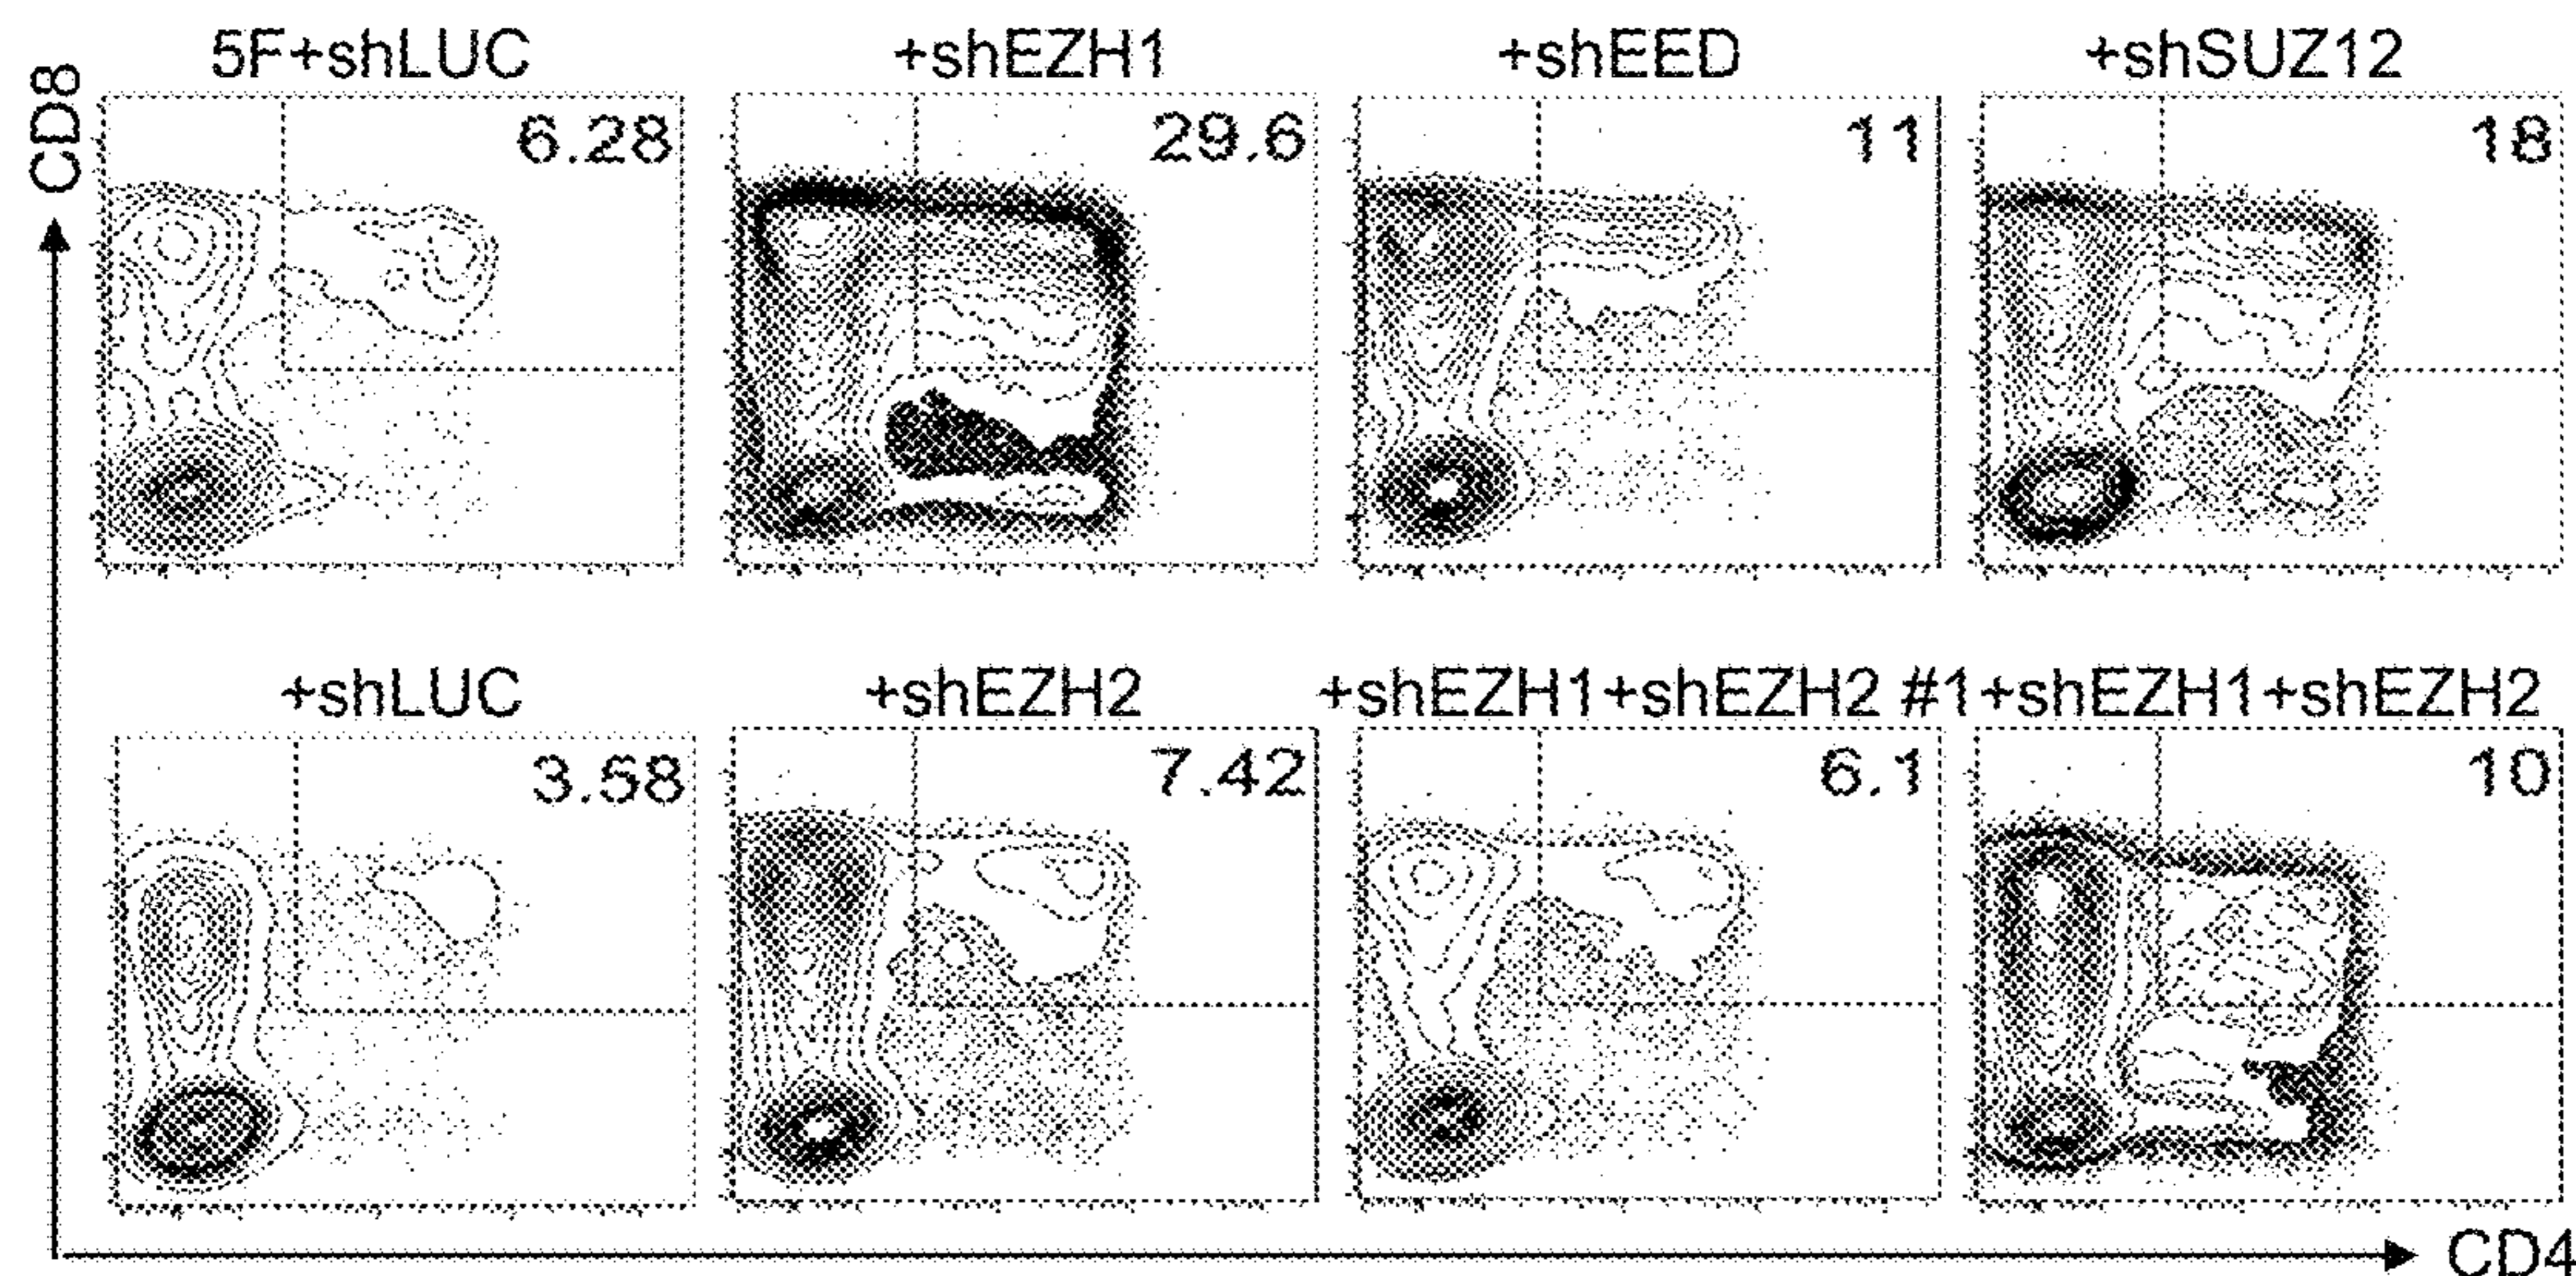 CD8
5F+shLUC +shEZH1 +shEED +shSUZ12
6.28 29.6 11 18
+shLUC +shEZH2 +shEZH1+shEZH2 #1+shEZH1+shEZH2
3.58 7.42 6.1 10
CD4